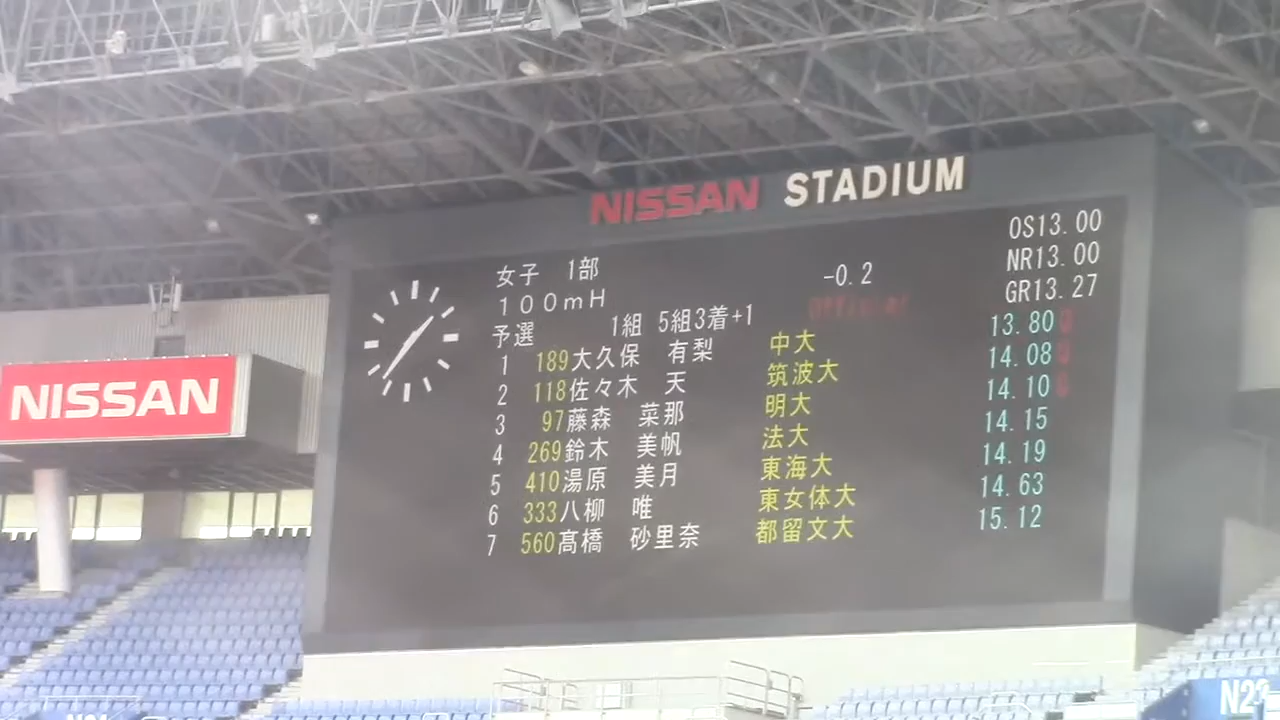 NISSAN STADIUM
OS13.00
女子 1部 -0.2 NR13.00
100mH Official GR13.27
予選 1組 5組3着+1
1 189大久保 有梨 中大 13.80 Q
2 118佐々木 天 筑波大 14.08 Q
3 97藤森 菜那 明大 14.10 Q
4 269鈴木 美帆 法大 14.15
5 410湯原 美月 東海大 14.19
6 333八柳 唯 東女体大 14.63
7 560髙橋 砂里奈 都留文大 15.12
NISSAN